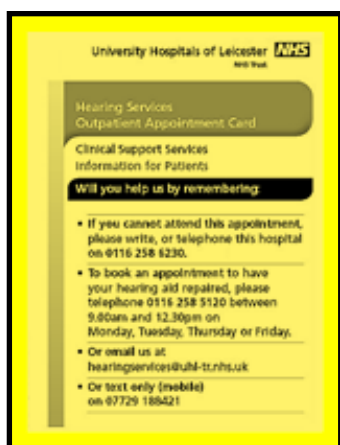 University Hospitals of Leicester NHS
NHS Trust
Hearing Services
Outpatient Appointment Card
Clinical Support Services
Information for Patients
Will you help us by remembering:
• If you cannot attend this appointment,
please write, or telephone this hospital
on 0116 258 6230.
• To book an appointment to have
your hearing aid repaired, please
telephone 0116 258 5120 between
9.00am and 12.30pm on
Monday, Tuesday, Thursday or Friday.
• Or email us at
hearingservices@uhl-tr.nhs.uk
• Or text only (mobile)
on 07729 188421